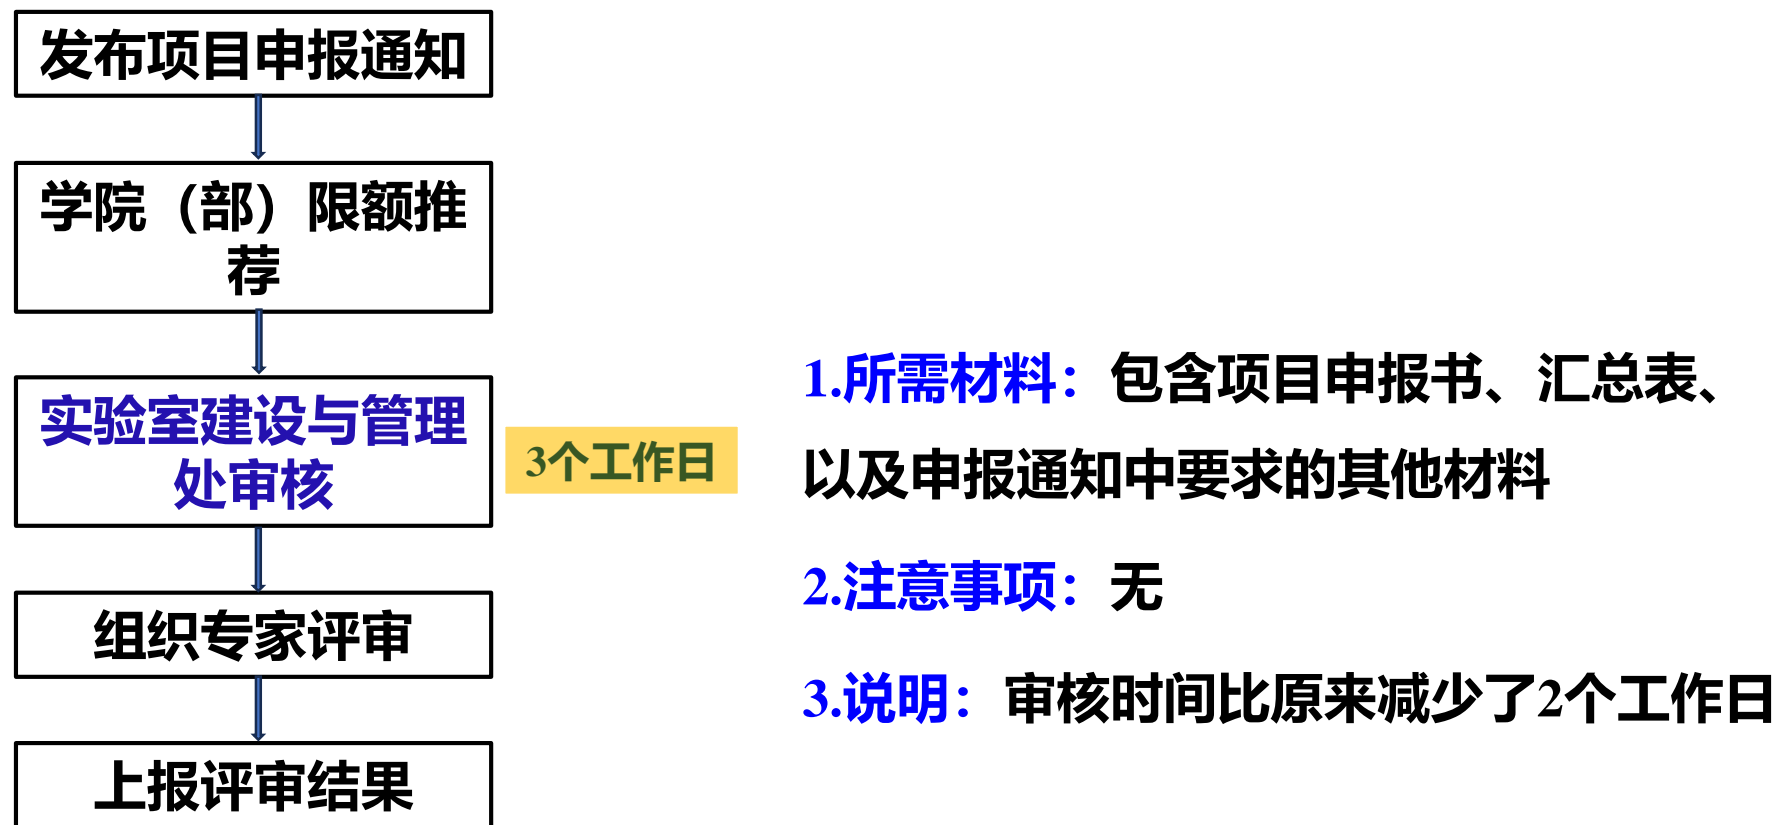 发布项目申报通知
学院（部）限额推
荐
实验室建设与管理
处审核
3个工作日
组织专家评审
上报评审结果
1.所需材料：包含项目申报书、汇总表、
以及申报通知中要求的其他材料
2.注意事项：无
3.说明：审核时间比原来减少了2个工作日